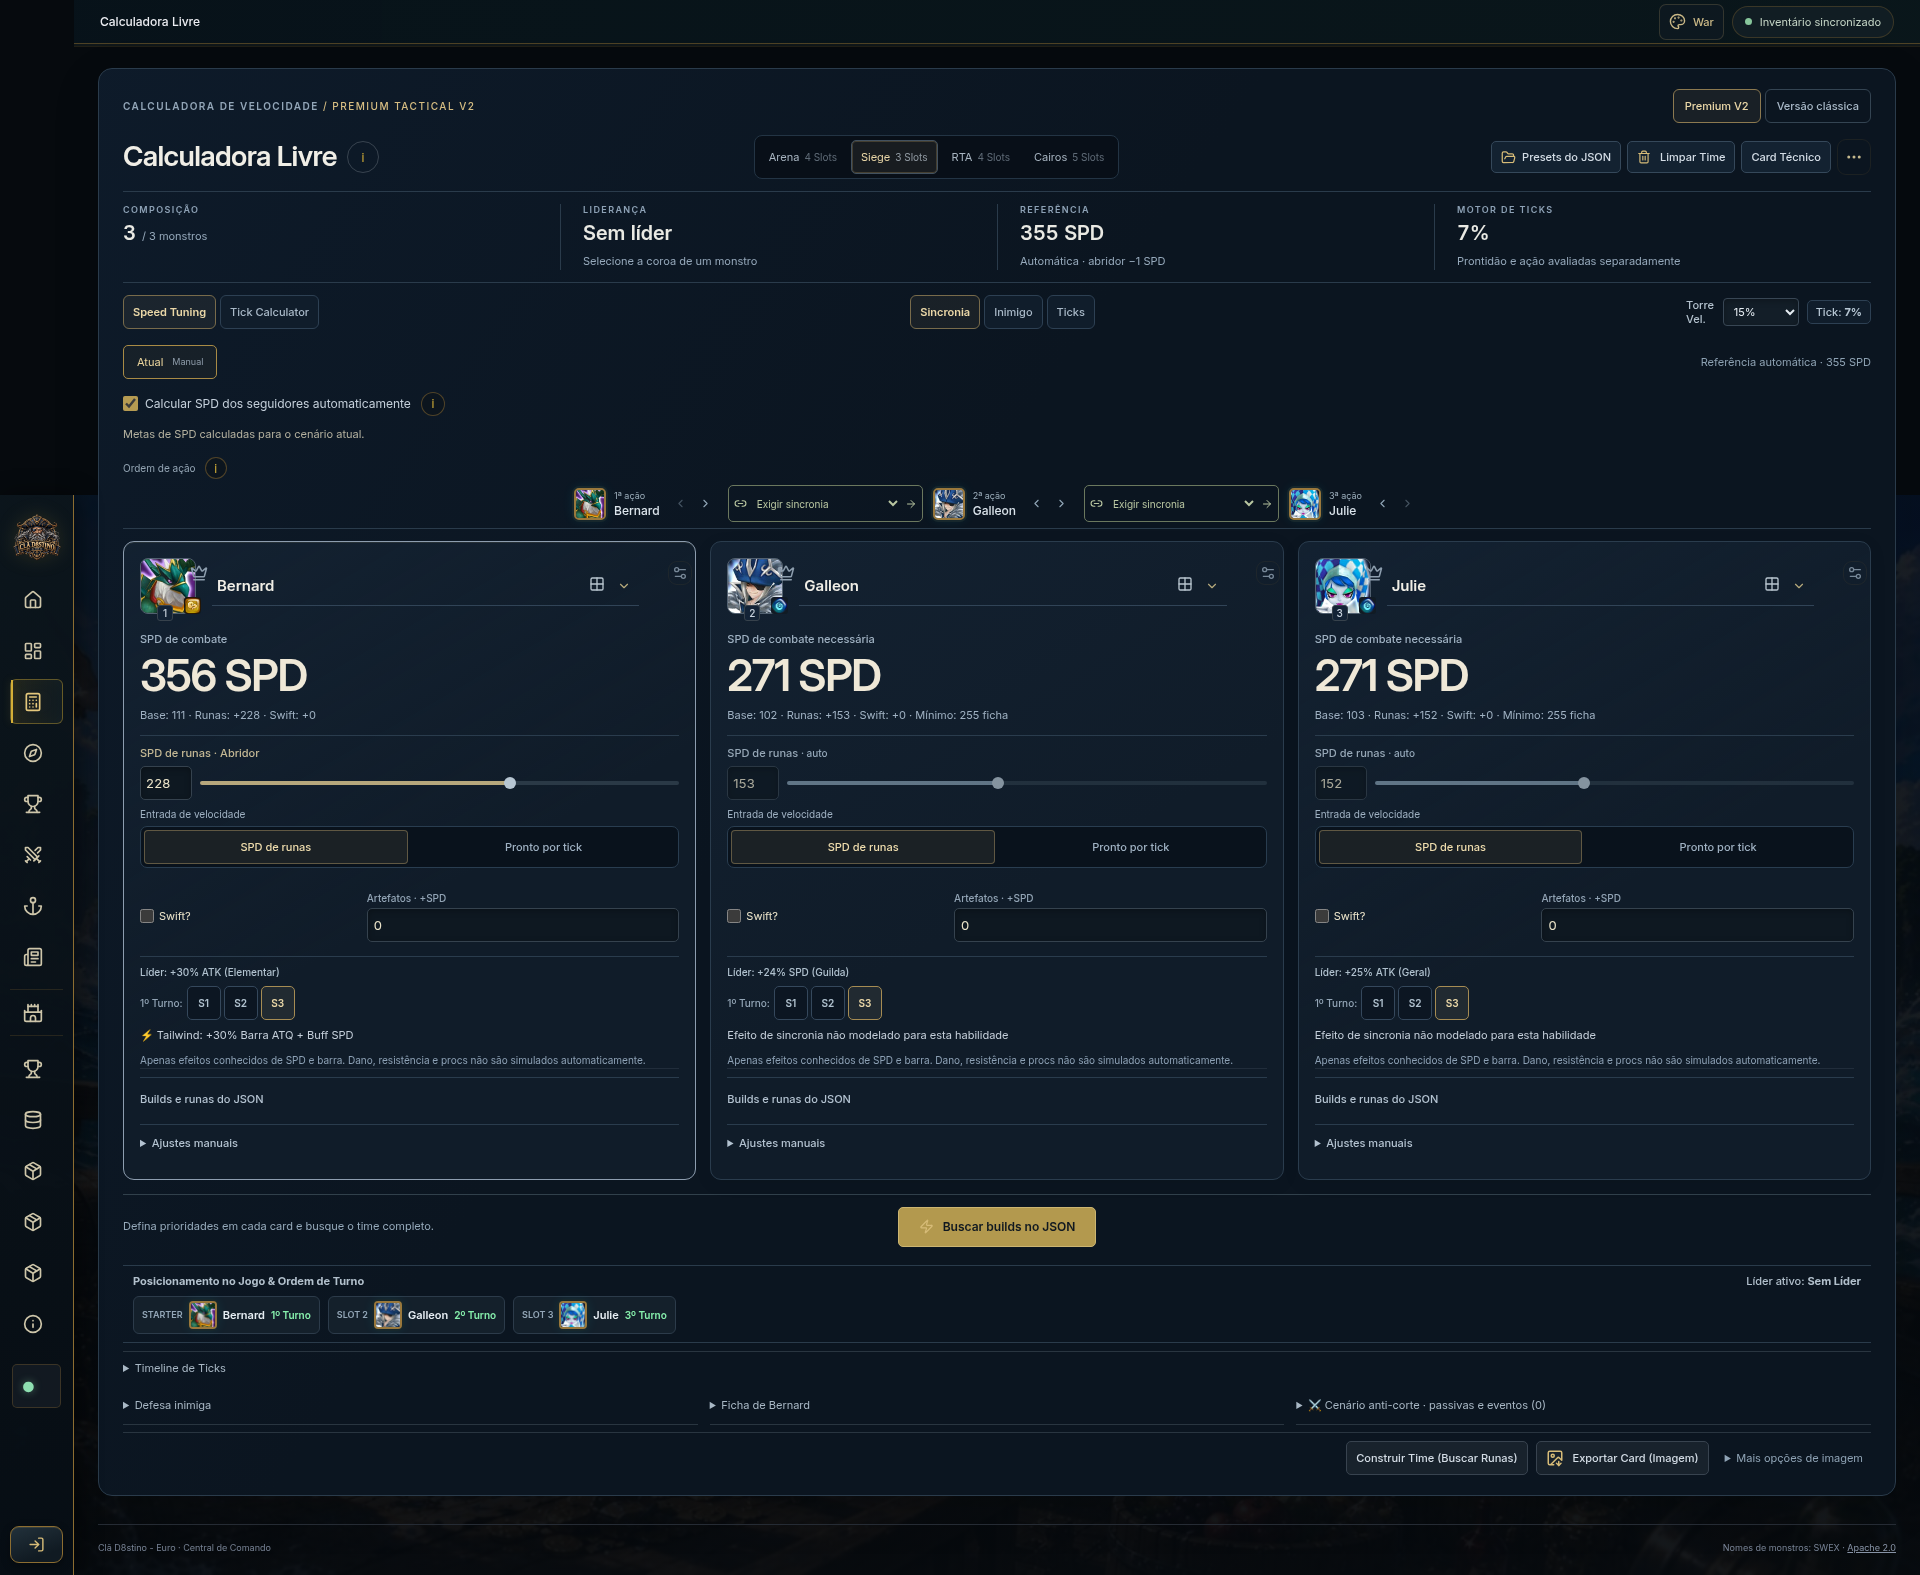 Calculadora Livre
War
Inventário sincronizado
CALCULADORA DE VELOCIDADE / PREMIUM TACTICAL V2
Premium V2
Versão clássica
Calculadora Livre
i
Arena 4 Slots
Siege 3 Slots
RTA 4 Slots
Cairos 5 Slots
Presets do JSON
Limpar Time
Card Técnico
COMPOSIÇÃO
3 / 3 monstros
LIDERANÇA
Sem líder
Selecione a coroa de um monstro
REFERÊNCIA
355 SPD
Automática · abridor −1 SPD
MOTOR DE TICKS
7%
Prontidão e ação avaliadas separadamente
Speed Tuning
Tick Calculator
Sincronia
Inimigo
Ticks
Torre
Vel.
15%
Tick: 7%
Atual Manual
Referência automática · 355 SPD
Calcular SPD dos seguidores automaticamente
i
Metas de SPD calculadas para o cenário atual.
Ordem de ação
i
1ª ação
Bernard
Exigir sincronia
2ª ação
Galleon
Exigir sincronia
3ª ação
Julie
Bernard
1
SPD de combate
356 SPD
Base: 111 · Runas: +228 · Swift: +0
SPD de runas · Abridor
228
Entrada de velocidade
SPD de runas
Pronto por tick
Swift?
Artefatos · +SPD
0
Líder: +30% ATK (Elementar)
1º Turno: S1 S2 S3
⚡ Tailwind: +30% Barra ATQ + Buff SPD
Apenas efeitos conhecidos de SPD e barra. Dano, resistência e procs não são simulados automaticamente.
Builds e runas do JSON
Ajustes manuais
Galleon
2
SPD de combate necessária
271 SPD
Base: 102 · Runas: +153 · Swift: +0 · Mínimo: 255 ficha
SPD de runas · auto
153
Entrada de velocidade
SPD de runas
Pronto por tick
Swift?
Artefatos · +SPD
0
Líder: +24% SPD (Guilda)
1º Turno: S1 S2 S3
Efeito de sincronia não modelado para esta habilidade
Apenas efeitos conhecidos de SPD e barra. Dano, resistência e procs não são simulados automaticamente.
Builds e runas do JSON
Ajustes manuais
Julie
3
SPD de combate necessária
271 SPD
Base: 103 · Runas: +152 · Swift: +0 · Mínimo: 255 ficha
SPD de runas · auto
152
Entrada de velocidade
SPD de runas
Pronto por tick
Swift?
Artefatos · +SPD
0
Líder: +25% ATK (Geral)
1º Turno: S1 S2 S3
Efeito de sincronia não modelado para esta habilidade
Apenas efeitos conhecidos de SPD e barra. Dano, resistência e procs não são simulados automaticamente.
Builds e runas do JSON
Ajustes manuais
Defina prioridades em cada card e busque o time completo.
Buscar builds no JSON
Posicionamento no Jogo & Ordem de Turno
Líder ativo: Sem Líder
STARTER Bernard 1º Turno
SLOT 2 Galleon 2º Turno
SLOT 3 Julie 3º Turno
Timeline de Ticks
Defesa inimiga
Ficha de Bernard
Cenário anti-corte · passivas e eventos (0)
Construir Time (Buscar Runas)
Exportar Card (Imagem)
Mais opções de imagem
Clã D8stino - Euro · Central de Comando
Nomes de monstros: SWEX · Apache 2.0